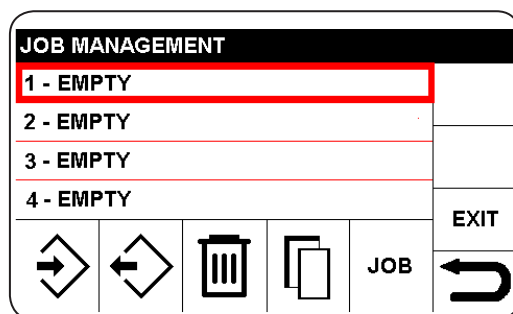 JOB MANAGEMENT
1 - EMPTY
2 - EMPTY
3 - EMPTY
4 - EMPTY
EXIT
JOB